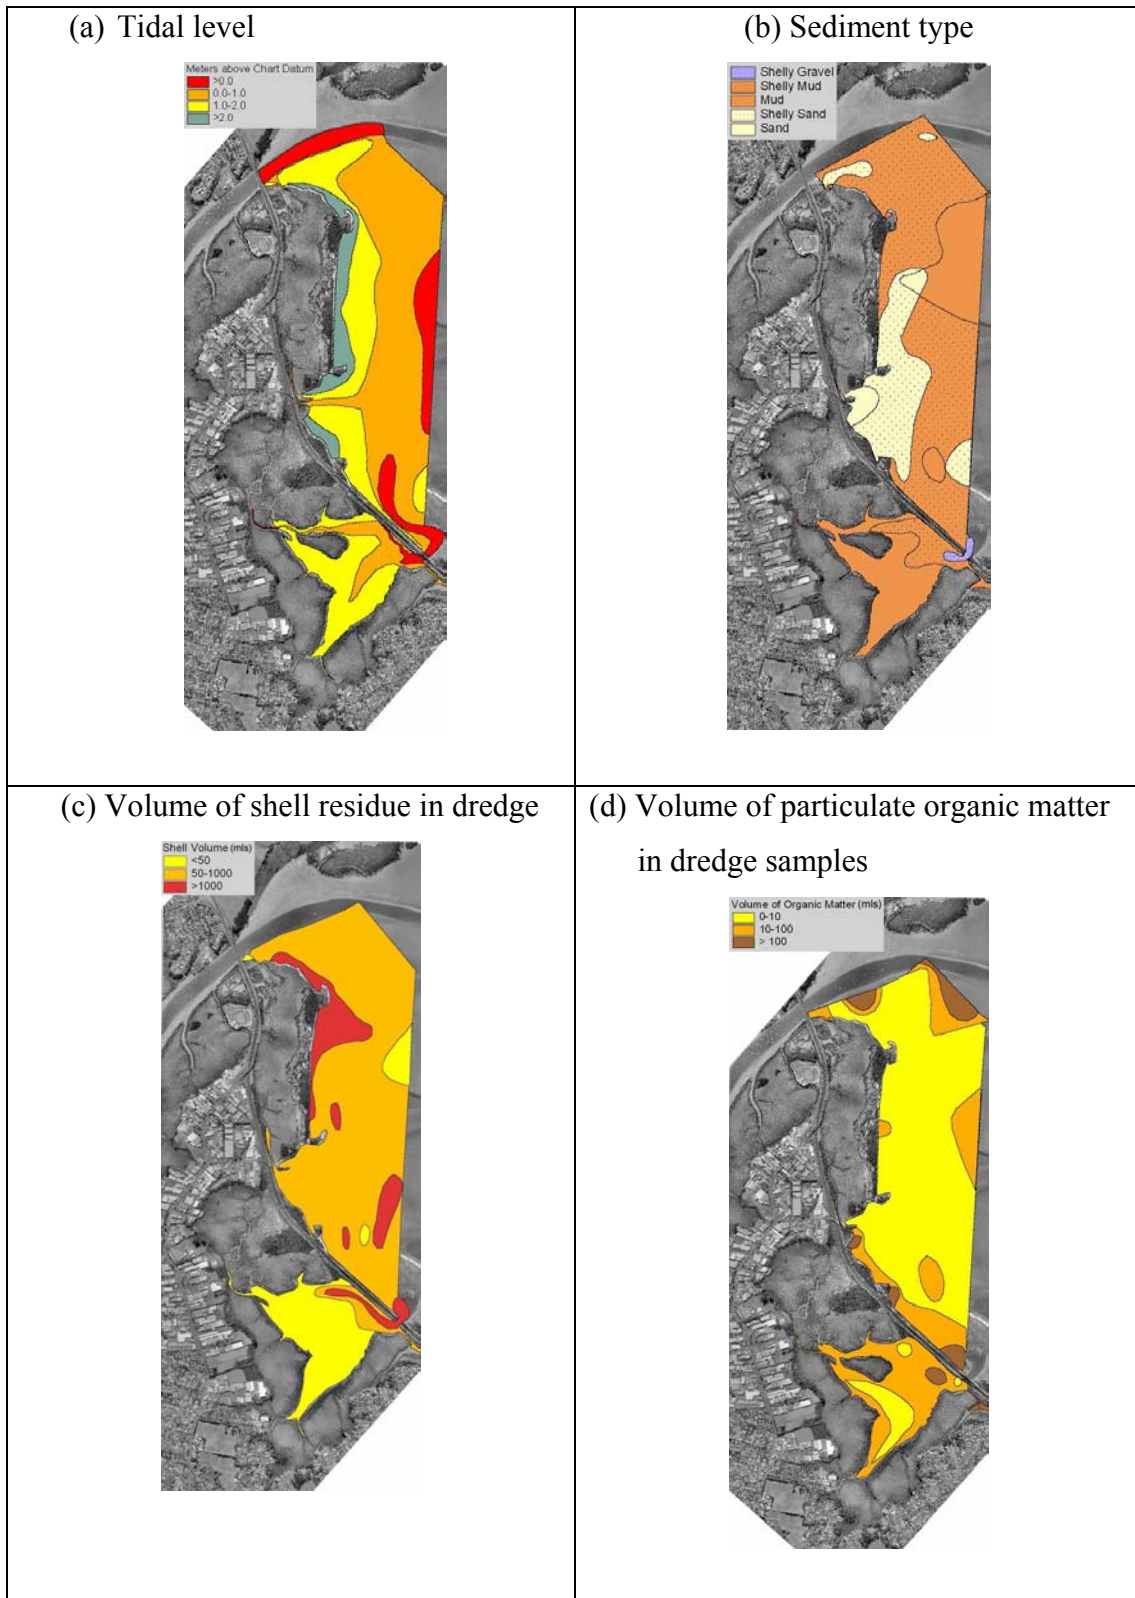 (a) Tidal level
Meters above Chart Datum
>0.0
0.0-1.0
1.0-2.0
>2.0
(b) Sediment type
Shelly Gravel
Shelly Mud
Mud
Shelly Sand
Sand
(c) Volume of shell residue in dredge
Shell Volume (mls)
<50
50-1000
>1000
(d) Volume of particulate organic matter
in dredge samples
Volume of Organic Matter (mls)
0-10
10-100
> 100